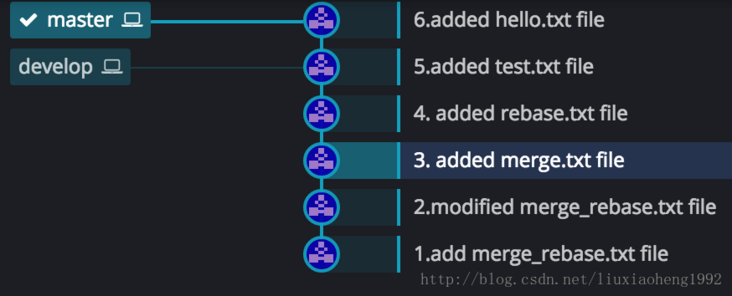 master
6.added hello.txt file
develop
5.added test.txt file
4. added rebase.txt file
3. added merge.txt file
2.modified merge_rebase.txt file
1.add merge_rebase.txt file
http://blog.csdn.net/liuxiaoheng1992